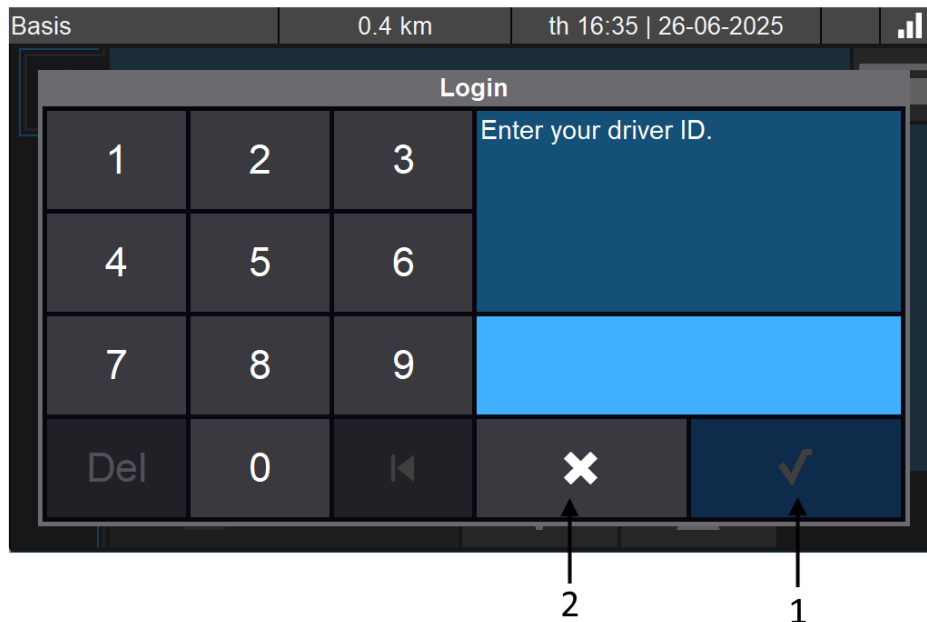 Basis 0.4 km th 16:35 | 26-06-2025
Login
1 2 3 Enter your driver ID.
4 5 6
7 8 9
Del 0
2 1